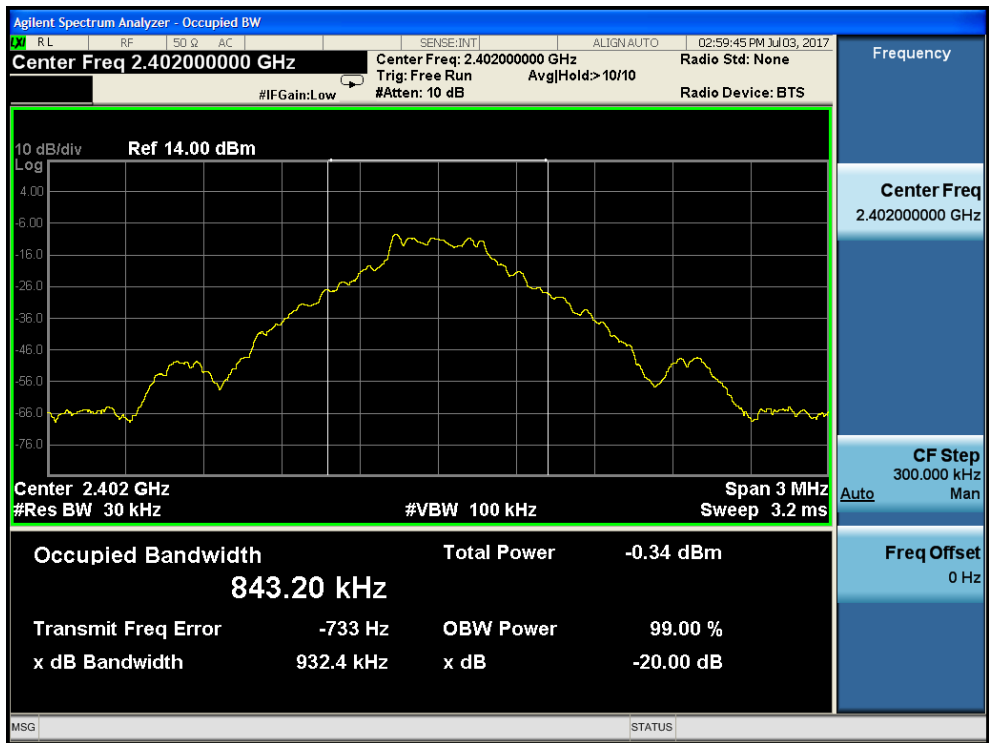 Agilent Spectrum Analyzer - Occupied BW
LXI RL RF 50 Ω AC SENSE:INT ALIGN AUTO 02:59:45 PM Jul 03, 2017
Center Freq 2.402000000 GHz
#IFGain:Low
Center Freq: 2.402000000 GHz
Trig: Free Run Avg|Hold:> 10/10
#Atten: 10 dB
Radio Std: None
Radio Device: BTS
10 dB/div Ref 14.00 dBm
Log
4.00
-6.00
-16.0
-26.0
-36.0
-46.0
-56.0
-66.0
-76.0
Center 2.402 GHz Span 3 MHz
#Res BW 30 kHz #VBW 100 kHz Sweep 3.2 ms
Occupied Bandwidth Total Power -0.34 dBm
843.20 kHz
Transmit Freq Error -733 Hz OBW Power 99.00 %
x dB Bandwidth 932.4 kHz x dB -20.00 dB
MSG STATUS
Frequency
Center Freq
2.402000000 GHz
CF Step
300.000 kHz
Auto Man
Freq Offset
0 Hz